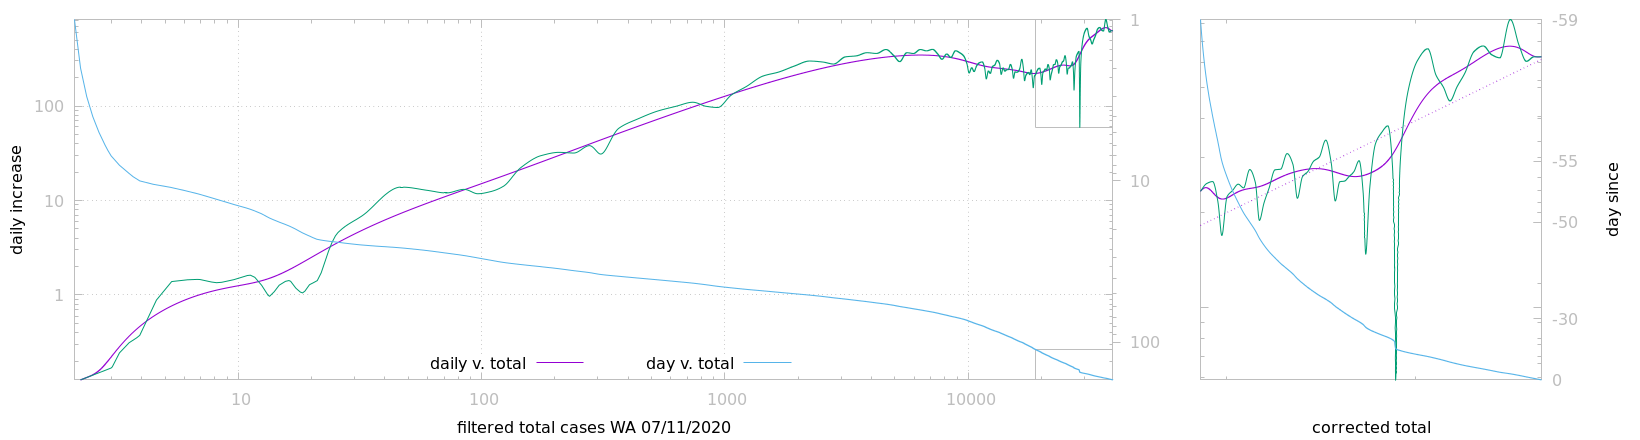 1
-59
100
daily increase
-55
10
day since
10
-50
1
-30
daily v. total
day v. total
100
0
10
100
1000
10000
filtered total cases WA 07/11/2020
corrected total